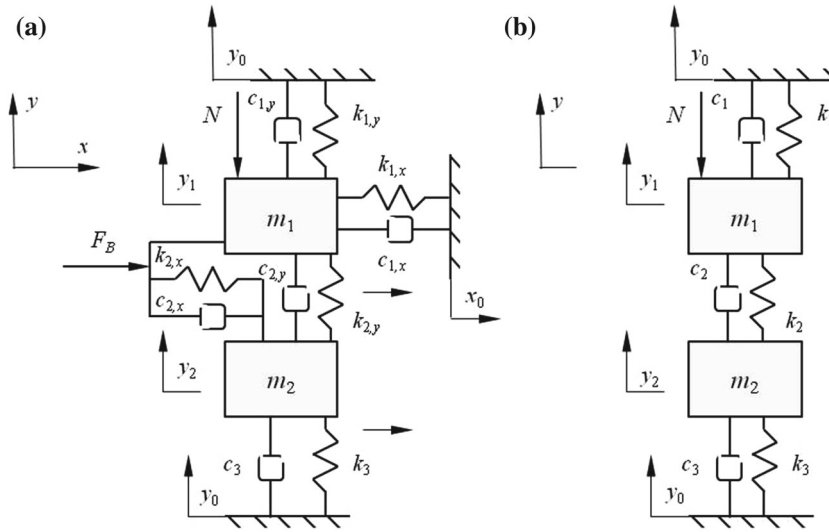 (a)
y₀
c₁,y
k₁,y
N
y
x
y₁
m₁
k₁,x
c₁,x
F_B
k₂,x
c₂,x
c₂,y
k₂,y
x₀
y₂
m₂
c₃
k₃
y₀
(b)
y₀
c₁
k
N
y
y₁
m₁
c₂
k₂
y₂
m₂
c₃
k₃
y₀